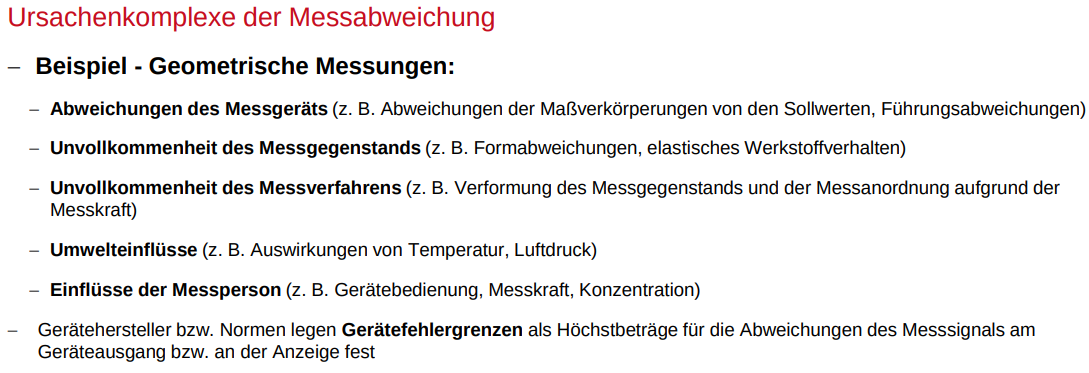 Ursachenkomplexe der Messabweichung
– Beispiel - Geometrische Messungen:
– Abweichungen des Messgeräts (z. B. Abweichungen der Maßverkörperungen von den Sollwerten, Führungsabweichungen)
– Unvollkommenheit des Messgegenstands (z. B. Formabweichungen, elastisches Werkstoffverhalten)
– Unvollkommenheit des Messverfahrens (z. B. Verformung des Messgegenstands und der Messanordnung aufgrund der
Messkraft)
– Umwelteinflüsse (z. B. Auswirkungen von Temperatur, Luftdruck)
– Einflüsse der Messperson (z. B. Gerätebedienung, Messkraft, Konzentration)
– Gerätehersteller bzw. Normen legen Gerätefehlergrenzen als Höchstbeträge für die Abweichungen des Messsignals am
Geräteausgang bzw. an der Anzeige fest